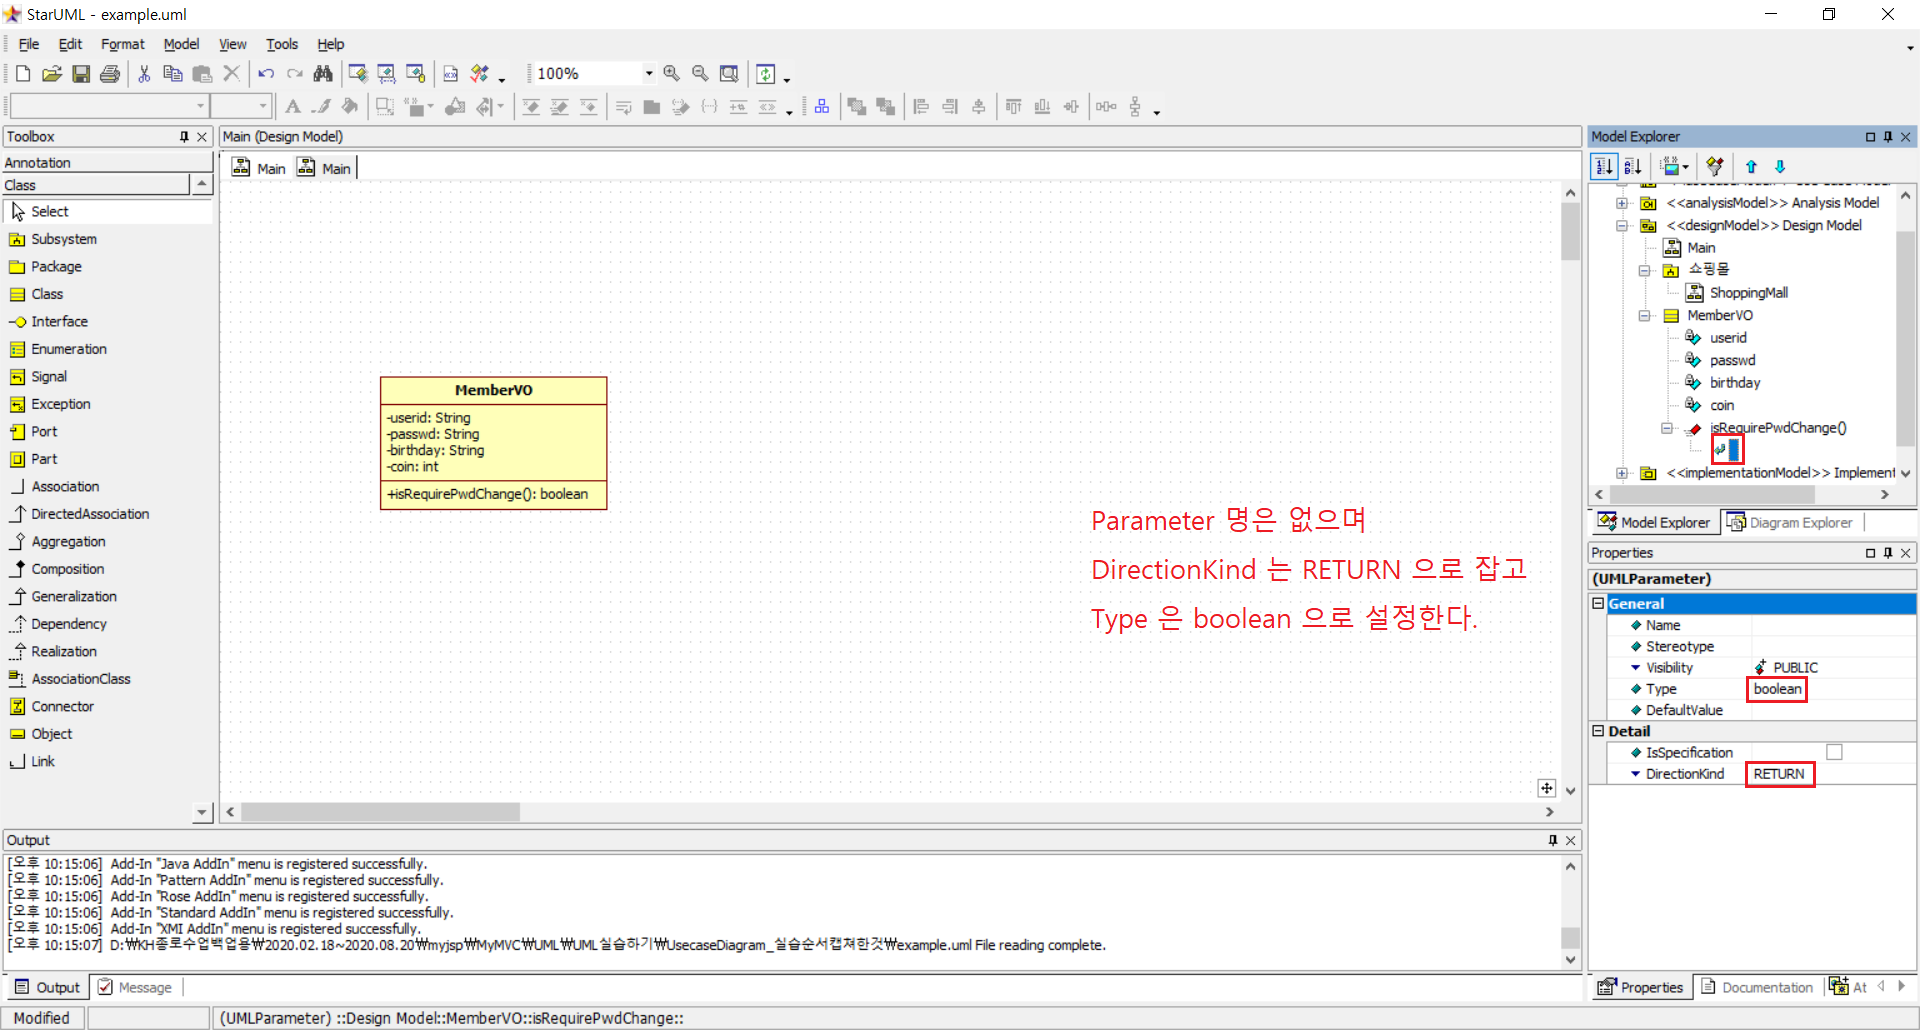 StarUML - example.uml
File Edit Format Model View Tools Help
100%
Toolbox
Annotation
Class
Select
Subsystem
Package
Class
Interface
Enumeration
Signal
Exception
Port
Part
Association
DirectedAssociation
Aggregation
Composition
Generalization
Dependency
Realization
AssociationClass
Connector
Object
Link
Main (Design Model)
Main Main
MemberVO
-userid: String
-passwd: String
-birthday: String
-coin: int
+isRequirePwdChange(): boolean
Parameter 명은 없으며
DirectionKind 는 RETURN 으로 잡고
Type 은 boolean 으로 설정한다.
Model Explorer
<<analysisModel>> Analysis Model
<<designModel>> Design Model
Main
쇼핑몰
ShoppingMall
MemberVO
userid
passwd
birthday
coin
isRequirePwdChange()
<<implementationModel>> Implement
Model Explorer Diagram Explorer
Properties
(UMLParameter)
General
Name
Stereotype
Visibility PUBLIC
Type boolean
DefaultValue
Detail
IsSpecification
DirectionKind RETURN
Properties Documentation At
Output
[오후 10:15:06] Add-In "Java AddIn" menu is registered successfully.
[오후 10:15:06] Add-In "Pattern AddIn" menu is registered successfully.
[오후 10:15:06] Add-In "Rose AddIn" menu is registered successfully.
[오후 10:15:06] Add-In "Standard AddIn" menu is registered successfully.
[오후 10:15:06] Add-In "XMI AddIn" menu is registered successfully.
[오후 10:15:07] D:₩KH종로수업백업용₩2020.02.18~2020.08.20₩myjsp₩MyMVC₩UML₩UML실습하기₩UsecaseDiagram_실습순서캡쳐한것₩example.uml File reading complete.
Output Message
Modified (UMLParameter) ::Design Model::MemberVO::isRequirePwdChange::